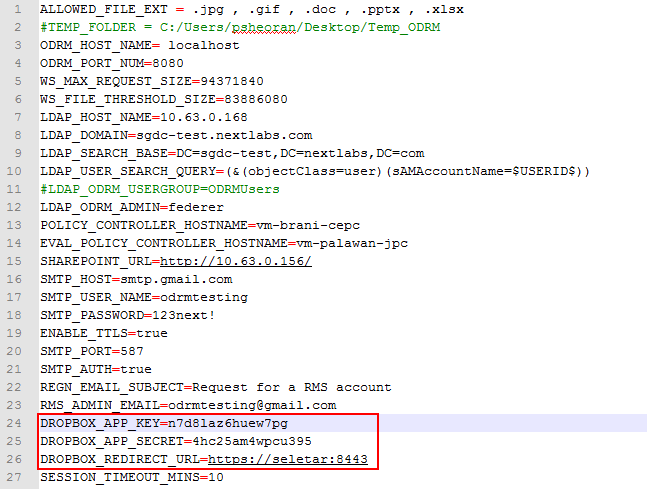 1 ALLOWED_FILE_EXT = .jpg , .gif , .doc , .pptx , .xlsx
2 #TEMP_FOLDER = C:/Users/psheoran/Desktop/Temp_ODRM
3 ODRM_HOST_NAME= localhost
4 ODRM_PORT_NUM=8080
5 WS_MAX_REQUEST_SIZE=94371840
6 WS_FILE_THRESHOLD_SIZE=83886080
7 LDAP_HOST_NAME=10.63.0.168
8 LDAP_DOMAIN=sgdc-test.nextlabs.com
9 LDAP_SEARCH_BASE=DC=sgdc-test,DC=nextlabs,DC=com
10 LDAP_USER_SEARCH_QUERY=(&(objectClass=user)(sAMAccountName=$USERID$))
11 #LDAP_ODRM_USERGROUP=ODRMUsers
12 LDAP_ODRM_ADMIN=federer
13 POLICY_CONTROLLER_HOSTNAME=vm-brani-cepc
14 EVAL_POLICY_CONTROLLER_HOSTNAME=vm-palawan-jpc
15 SHAREPOINT_URL=http://10.63.0.156/
16 SMTP_HOST=smtp.gmail.com
17 SMTP_USER_NAME=odrmtesting
18 SMTP_PASSWORD=123next!
19 ENABLE_TTLS=true
20 SMTP_PORT=587
21 SMTP_AUTH=true
22 REGN_EMAIL_SUBJECT=Request for a RMS account
23 RMS_ADMIN_EMAIL=odrmtesting@gmail.com
24 DROPBOX_APP_KEY=n7d8laz6huew7pg
25 DROPBOX_APP_SECRET=4hc25am4wpcu395
26 DROPBOX_REDIRECT_URL=https://seletar:8443
27 SESSION_TIMEOUT_MINS=10